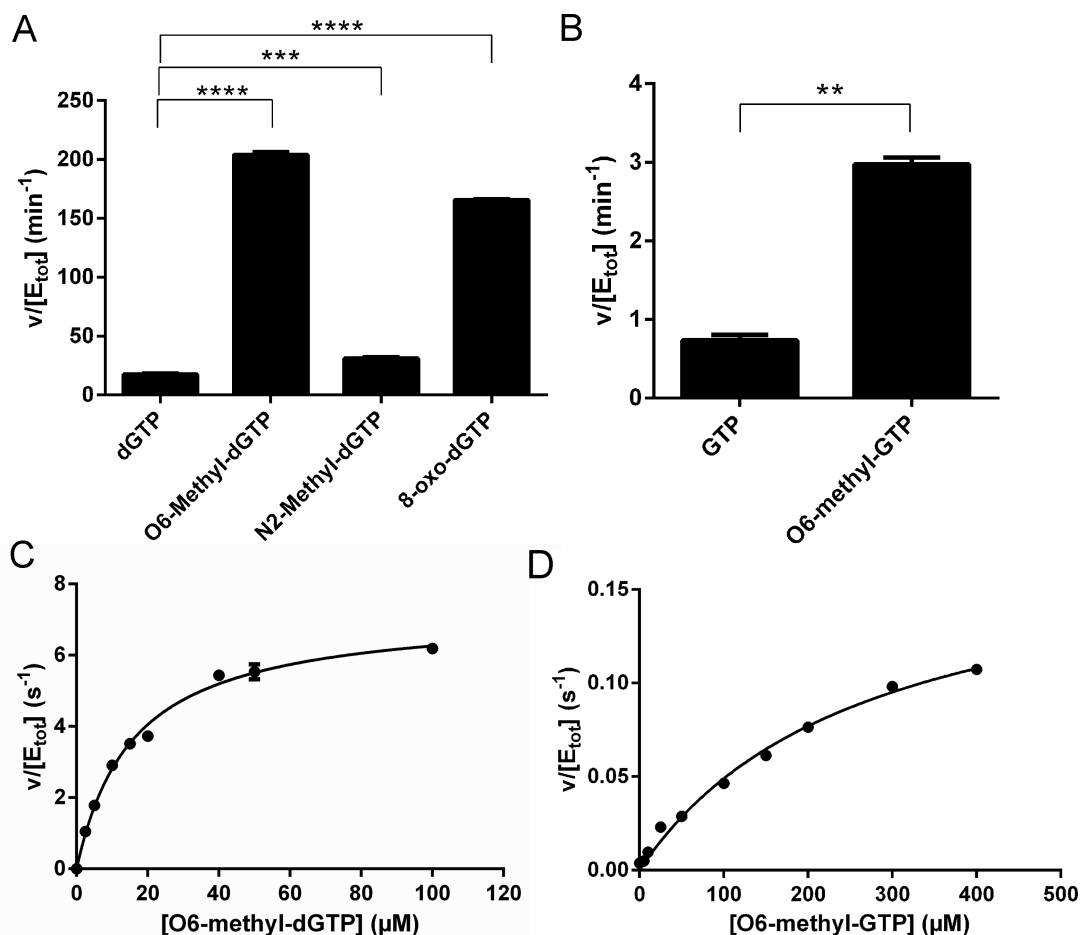 A
****
***
****
250
200
150
100
50
0
v/[Etot] (min-1)
dGTP
O6-Methyl-dGTP
N2-Methyl-dGTP
8-oxo-dGTP
B
**
4
3
2
1
0
v/[Etot] (min-1)
GTP
O6-methyl-GTP
C
8
6
4
2
0
v/[Etot] (s-1)
0 20 40 60 80 100 120
[O6-methyl-dGTP] (µM)
D
0.15
0.10
0.05
0.00
v/[Etot] (s-1)
0 100 200 300 400 500
[O6-methyl-GTP] (µM)